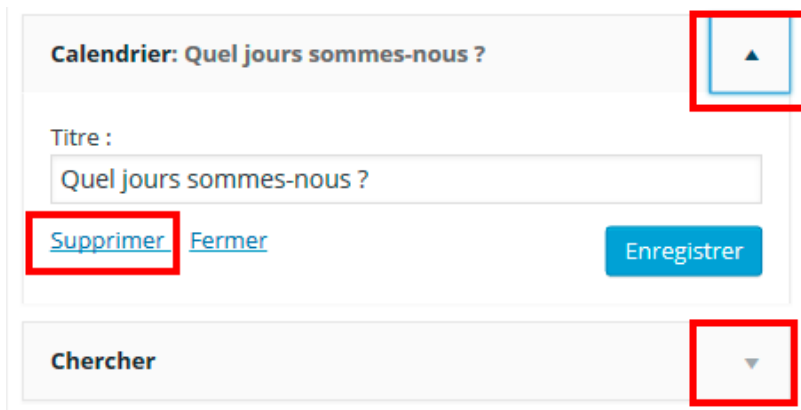 Calendrier: Quel jours sommes-nous ?
Titre :
Quel jours sommes-nous ?
Supprimer Fermer
Enregistrer
Chercher